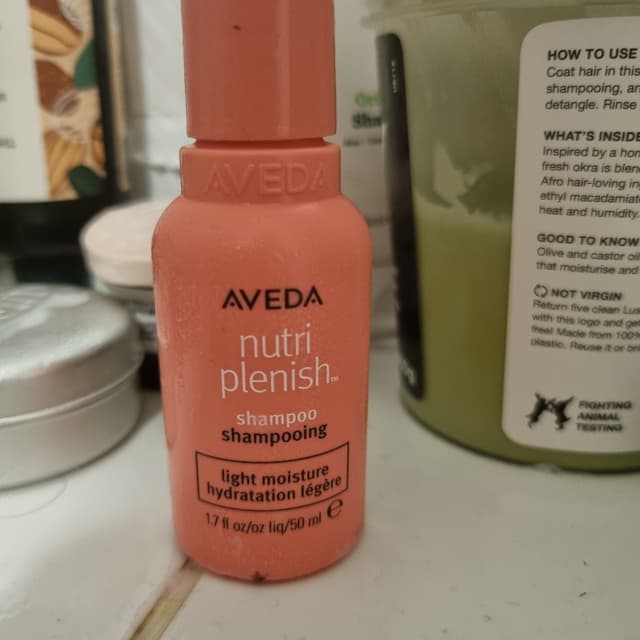 AVEDA
AVEDA
nutri
plenish™
shampoo
shampooing
light moisture
hydratation légère
1.7 fl oz/oz liq/50 ml e
HOW TO USE
Coat hair in this
shampooing, an
detangle. Rinse
WHAT'S INSIDE
Inspired by a hon
fresh okra is blen
Afro hair-loving in
ethyl macadamiat
heat and humidity.
GOOD TO KNOW
Olive and castor oil
that moisturise and
NOT VIRGIN
Return five clean Lus
with this logo and get
free! Made from 100%
plastic. Reuse it or bri
FIGHTING
ANIMAL
TESTING